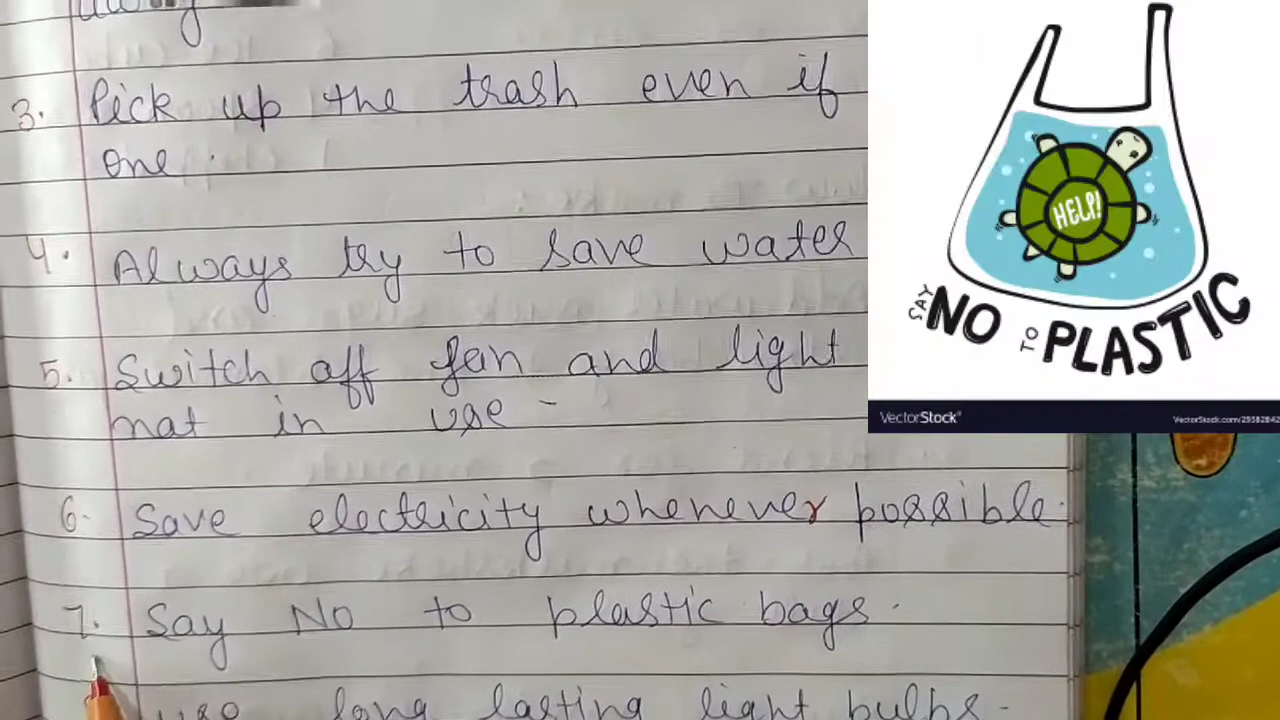 3. Pick up the trash even if
one.
4. Always try to save water
5. Switch off fan and light
not in use -
6. Save electricity whenever possible.
7. Say No to plastic bags.
use long lasting light bulbs.
HELP!
SAY NO TO PLASTIC
VectorStock®